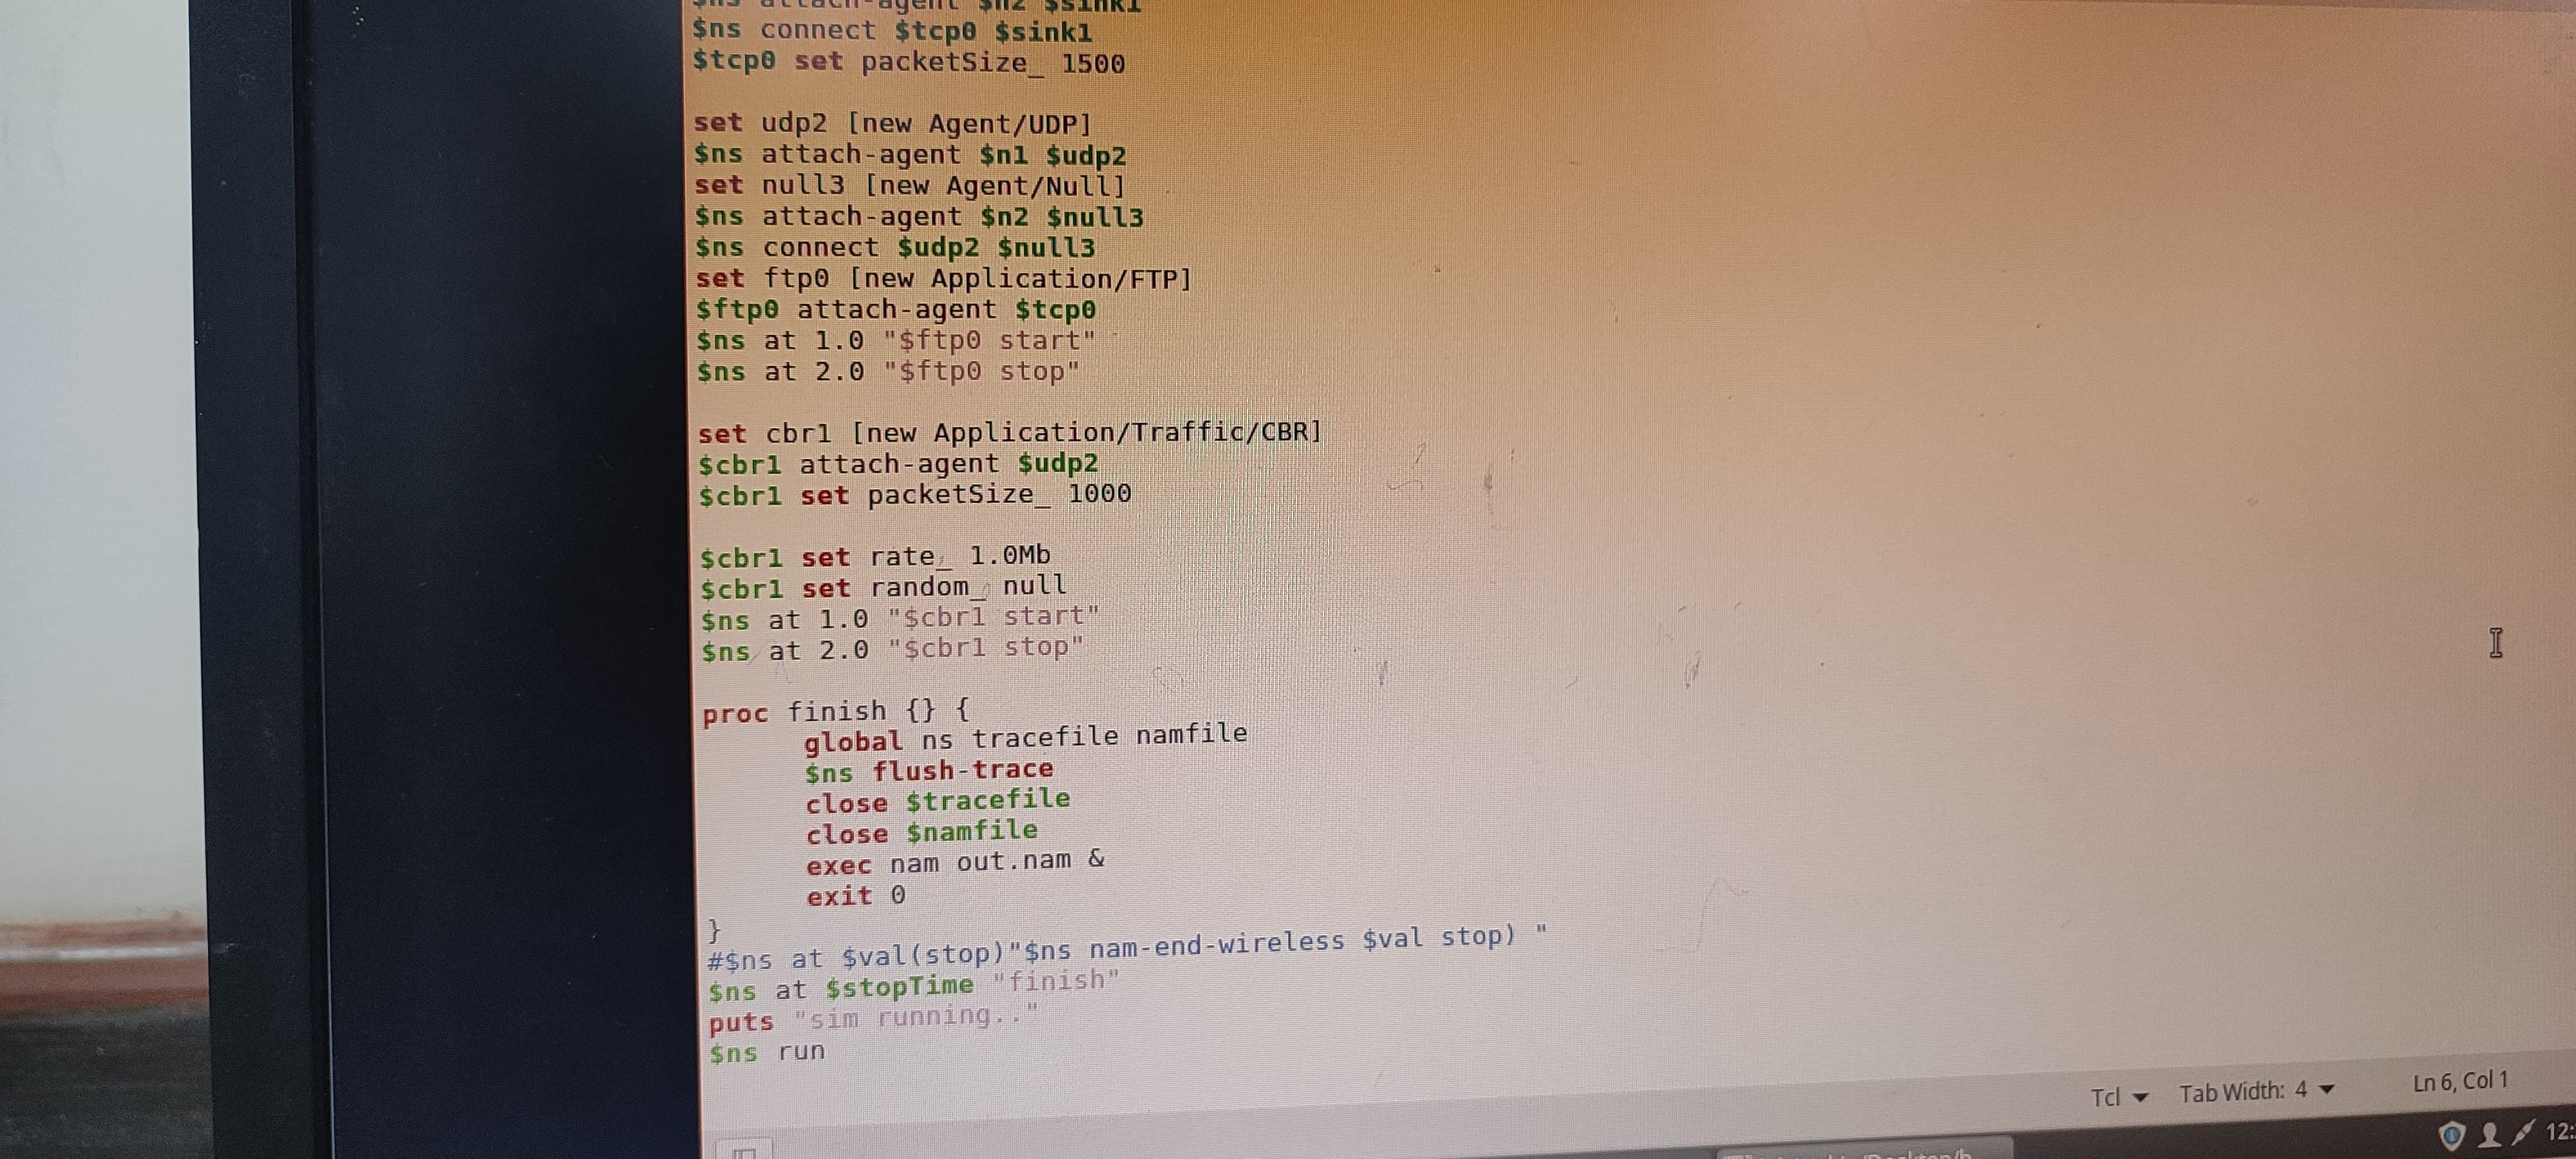 $ns attach-agent $n2 $sink1
$ns connect $tcp0 $sink1
$tcp0 set packetSize_ 1500

set udp2 [new Agent/UDP]
$ns attach-agent $n1 $udp2
set null3 [new Agent/Null]
$ns attach-agent $n2 $null3
$ns connect $udp2 $null3
set ftp0 [new Application/FTP]
$ftp0 attach-agent $tcp0
$ns at 1.0 "$ftp0 start"
$ns at 2.0 "$ftp0 stop"

set cbr1 [new Application/Traffic/CBR]
$cbr1 attach-agent $udp2
$cbr1 set packetSize_ 1000

$cbr1 set rate_ 1.0Mb
$cbr1 set random_ null
$ns at 1.0 "$cbr1 start"
$ns at 2.0 "$cbr1 stop"

proc finish {} {
global ns tracefile namfile
$ns flush-trace
close $tracefile
close $namfile
exec nam out.nam &
exit 0
}
#$ns at $val(stop)"$ns nam-end-wireless $val stop) "
$ns at $stopTime "finish"
puts "sim running.."
$ns run
Tcl Tab Width: 4 Ln 6, Col 1
12: